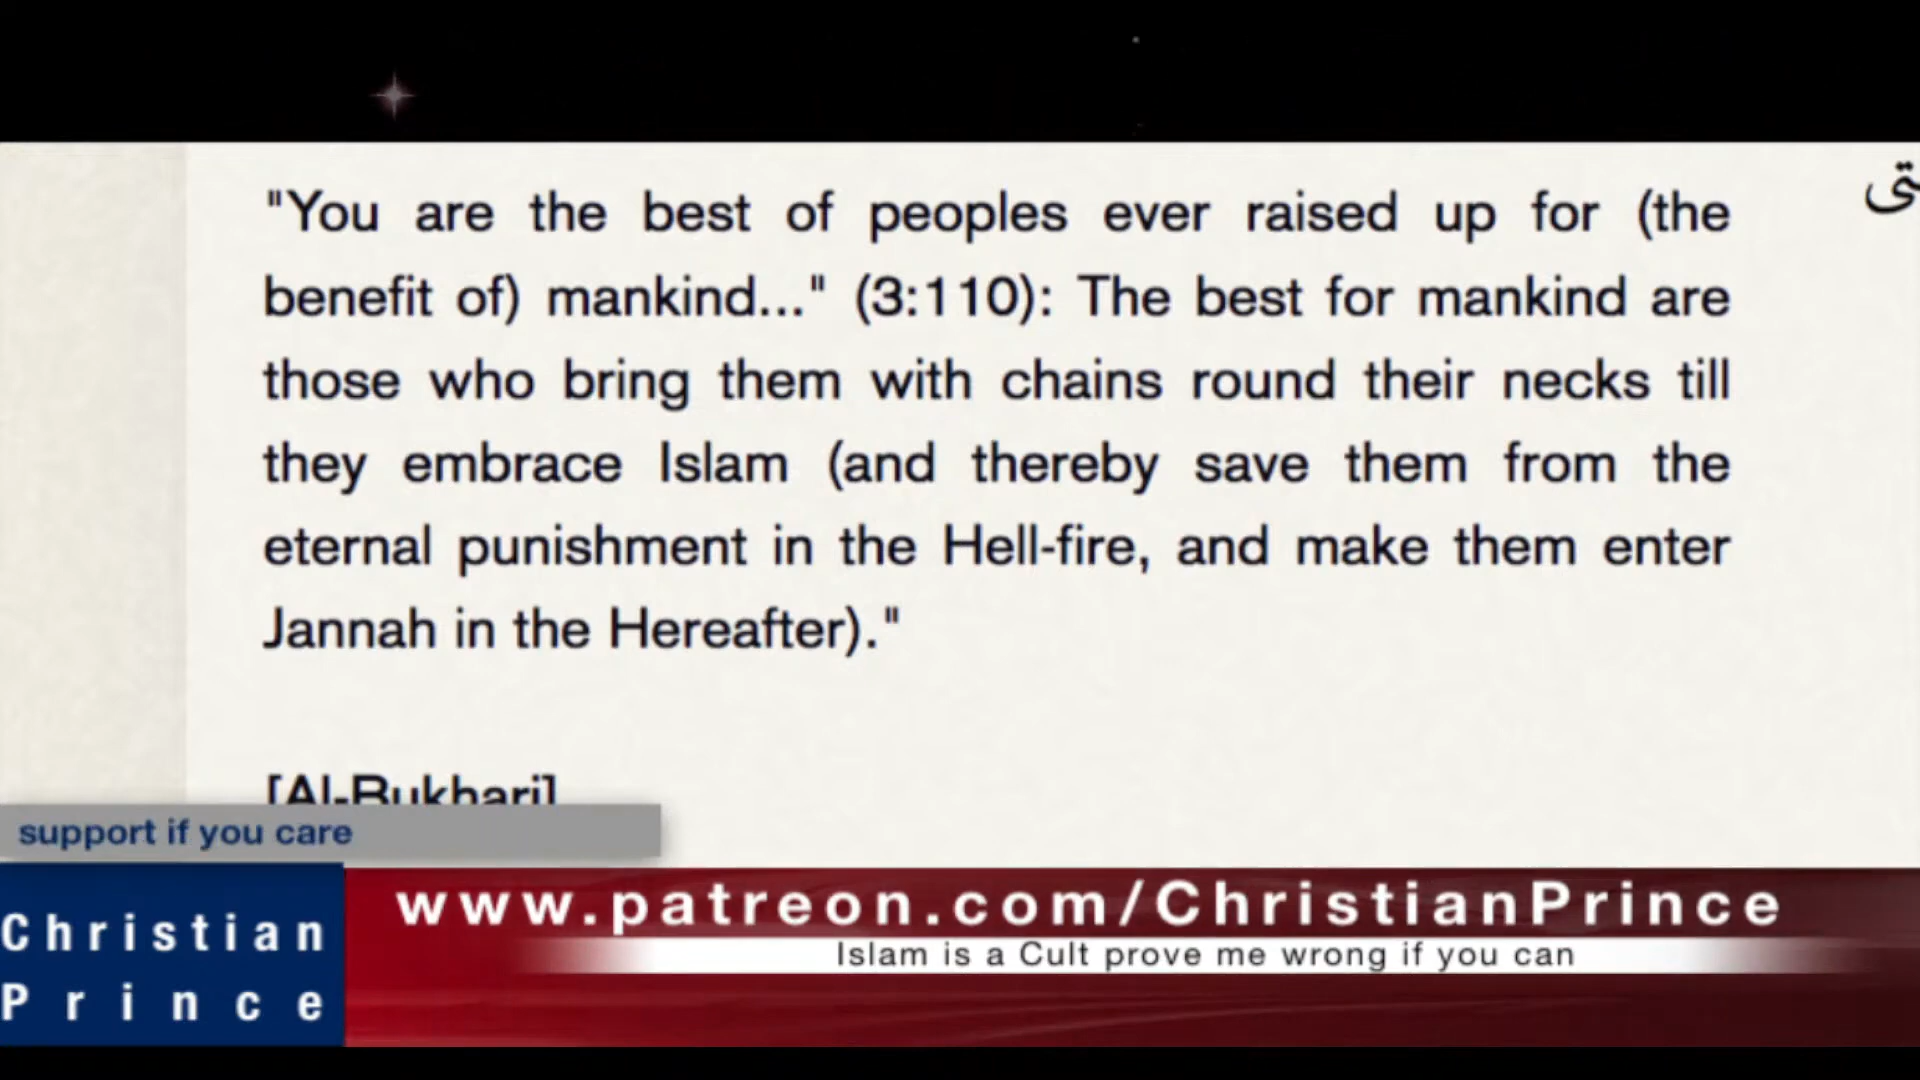 "You are the best of peoples ever raised up for (the
benefit of) mankind..." (3:110): The best for mankind are
those who bring them with chains round their necks till
they embrace Islam (and thereby save them from the
eternal punishment in the Hell-fire, and make them enter
Jannah in the Hereafter)."
[Al-Bukhari]
support if you care
Christian
Prince
www.patreon.com/ChristianPrince
Islam is a Cult prove me wrong if you can